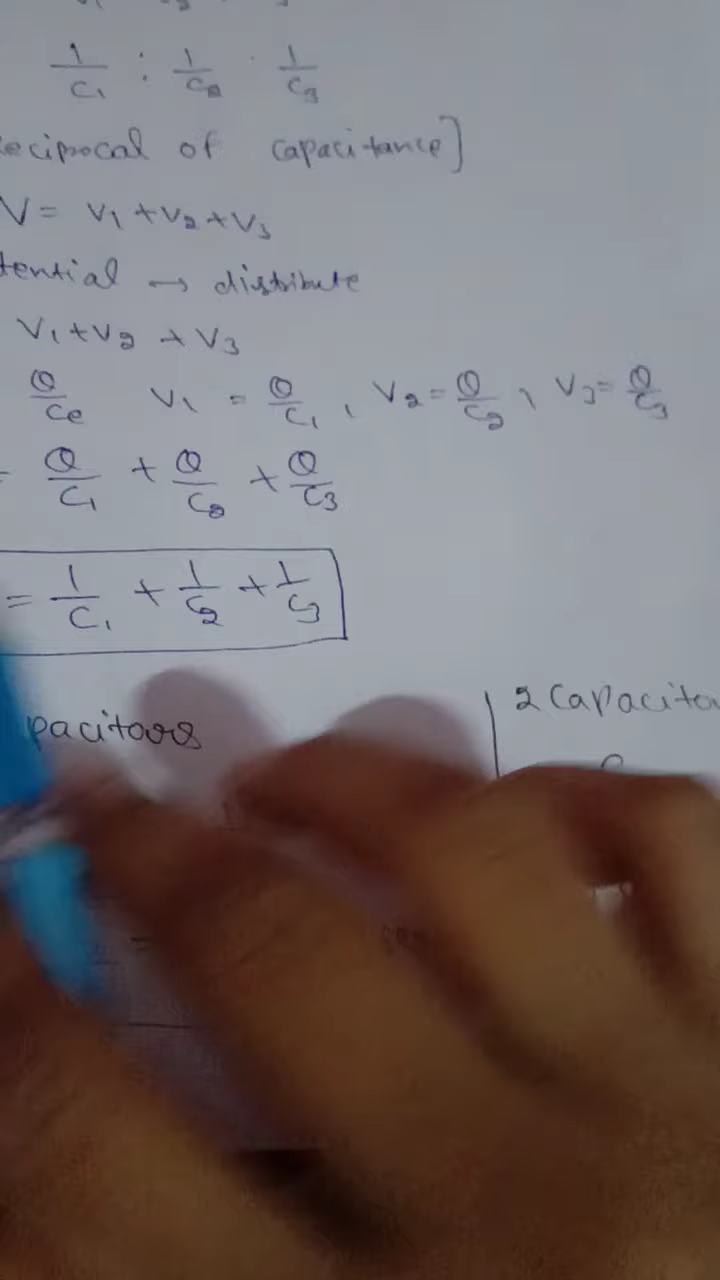 1/C1 : 1/C2 : 1/C3
eciprocal of capacitance]
V = V1 + V2 + V3
tential → distribute
V1 + V2 + V3
Q/Ce V1 = Q/C1 , V2 = Q/C2 , V3 = Q/C3
= Q/C1 + Q/C2 + Q/C3
= 1/C1 + 1/C2 + 1/C3
pacitors
2 Capacito